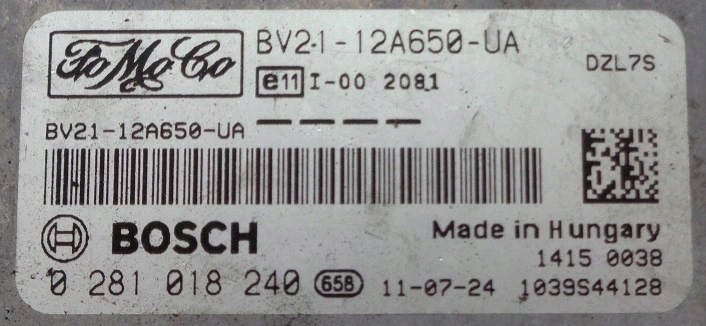 FoMoCo BV21-12A650-UA
DZL7S
e11 I-00 2081
BV21-12A650-UA
BOSCH
Made in Hungary
1415 0038
0 281 018 240 658 11-07-24 1039S44128